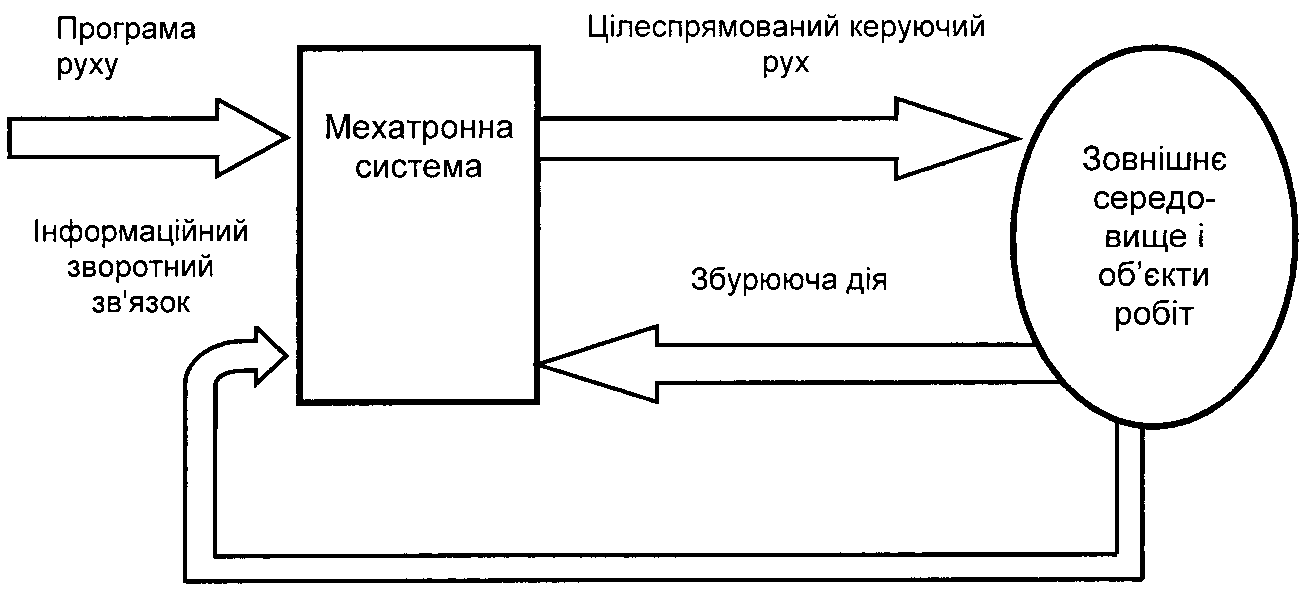 Програма
руху
Цілеспрямований керуючий
рух
Мехатронна
система
Зовнішнє
середо-
вище і
об’єкти
робіт
Інформаційний
зворотний
зв'язок
Збурююча дія